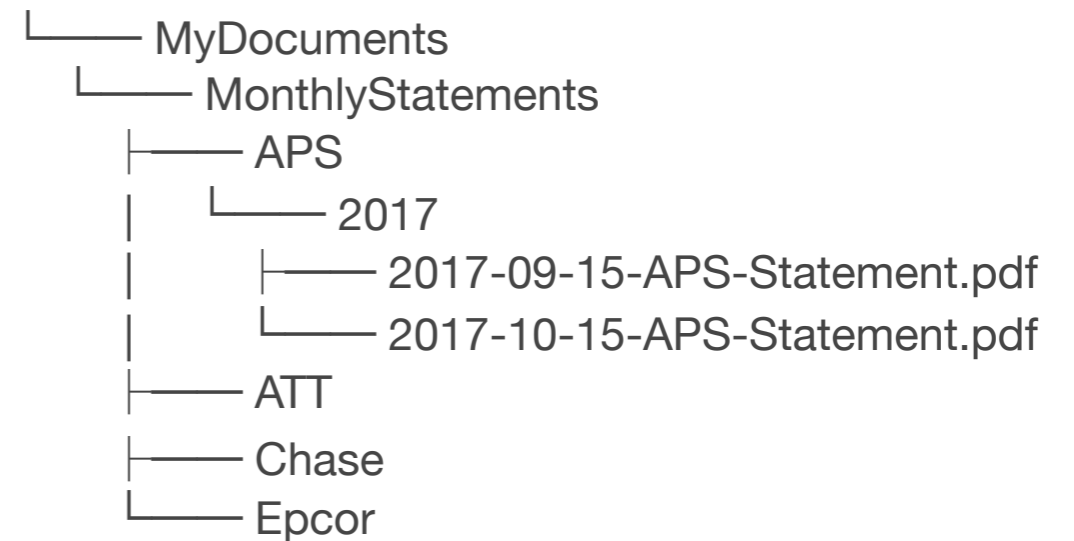 MyDocuments
MonthlyStatements
APS
2017
2017-09-15-APS-Statement.pdf
2017-10-15-APS-Statement.pdf
ATT
Chase
Epcor